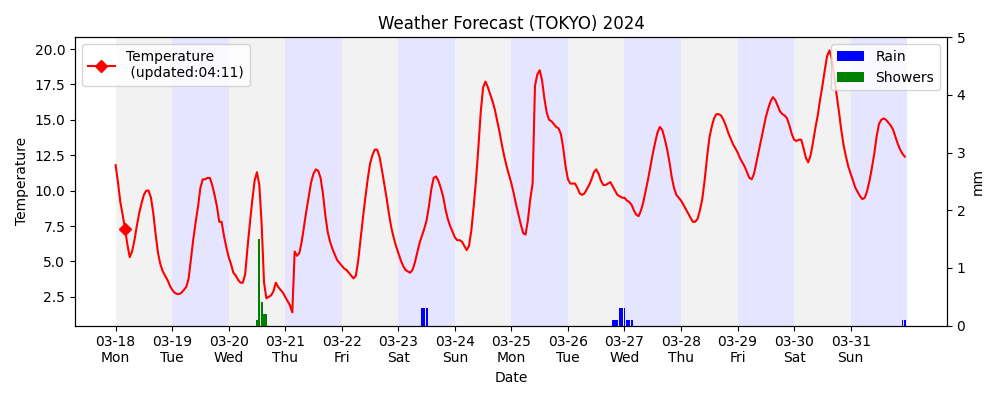 Weather Forecast (TOKYO) 2024
Temperature
(updated:04:11)
Rain
Showers
20.0
17.5
15.0
12.5
10.0
7.5
5.0
2.5
Temperature
5
4
3
2
1
0
mm
03-18 03-19 03-20 03-21 03-22 03-23 03-24 03-25 03-26 03-27 03-28 03-29 03-30 03-31
Mon Tue Wed Thu Fri Sat Sun Mon Tue Wed Thu Fri Sat Sun
Date